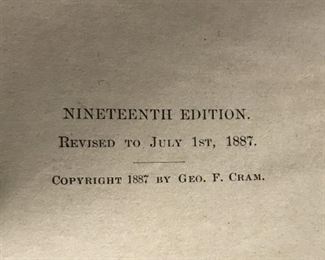 NINETEENTH EDITION.
REVISED TO JULY 1ST, 1887.
COPYRIGHT 1887 BY GEO. F. CRAM.